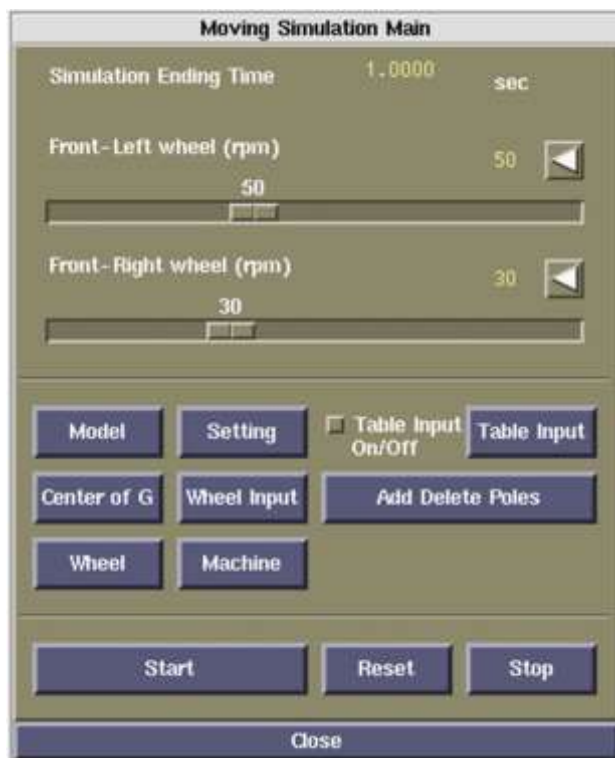 Moving Simulation Main
Simulation Ending Time 1.0000 sec
Front-Left wheel (rpm) 50
50
Front-Right wheel (rpm) 30
30
Model Setting Table Input On/Off Table Input
Center of G Wheel Input Add Delete Poles
Wheel Machine
Start Reset Stop
Close